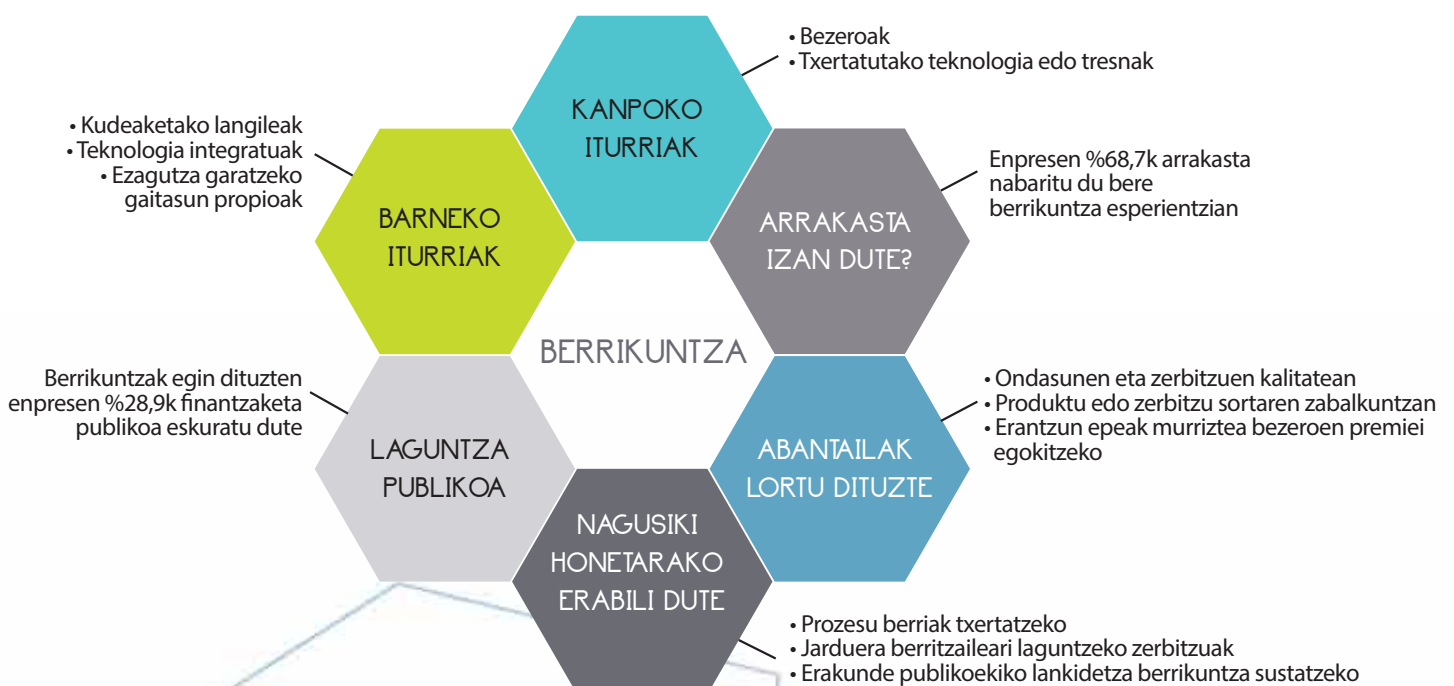 • Bezeroak
• Txertatutako teknologia edo tresnak
KANPOKO
ITURRIAK
• Kudeaketako langileak
• Teknologia integratuak
• Ezagutza garatzeko
gaitasun propioak
BARNEKO
ITURRIAK
Enpresen %68,7k arrakasta
nabaritu du bere
berrikuntza esperientzian
ARRAKASTA
IZAN DUTE?
BERRIKUNTZA
Berrikuntzak egin dituzten
enpresen %28,9k finantzaketa
publikoa eskuratu dute
LAGUNTZA
PUBLIKOA
• Ondasunen eta zerbitzuen kalitatean
• Produktu edo zerbitzu sortaren zabalkuntzan
• Erantzun epeak murriztea bezeroen premiei
egokitzeko
ABANTAILAK
LORTU DITUZTE
NAGUSIKI
HONETARAKO
ERABILI DUTE
• Prozesu berriak txertatzeko
• Jarduera berritzaileari laguntzeko zerbitzuak
• Erakunde publikoekiko lankidetza berrikuntza sustatzeko